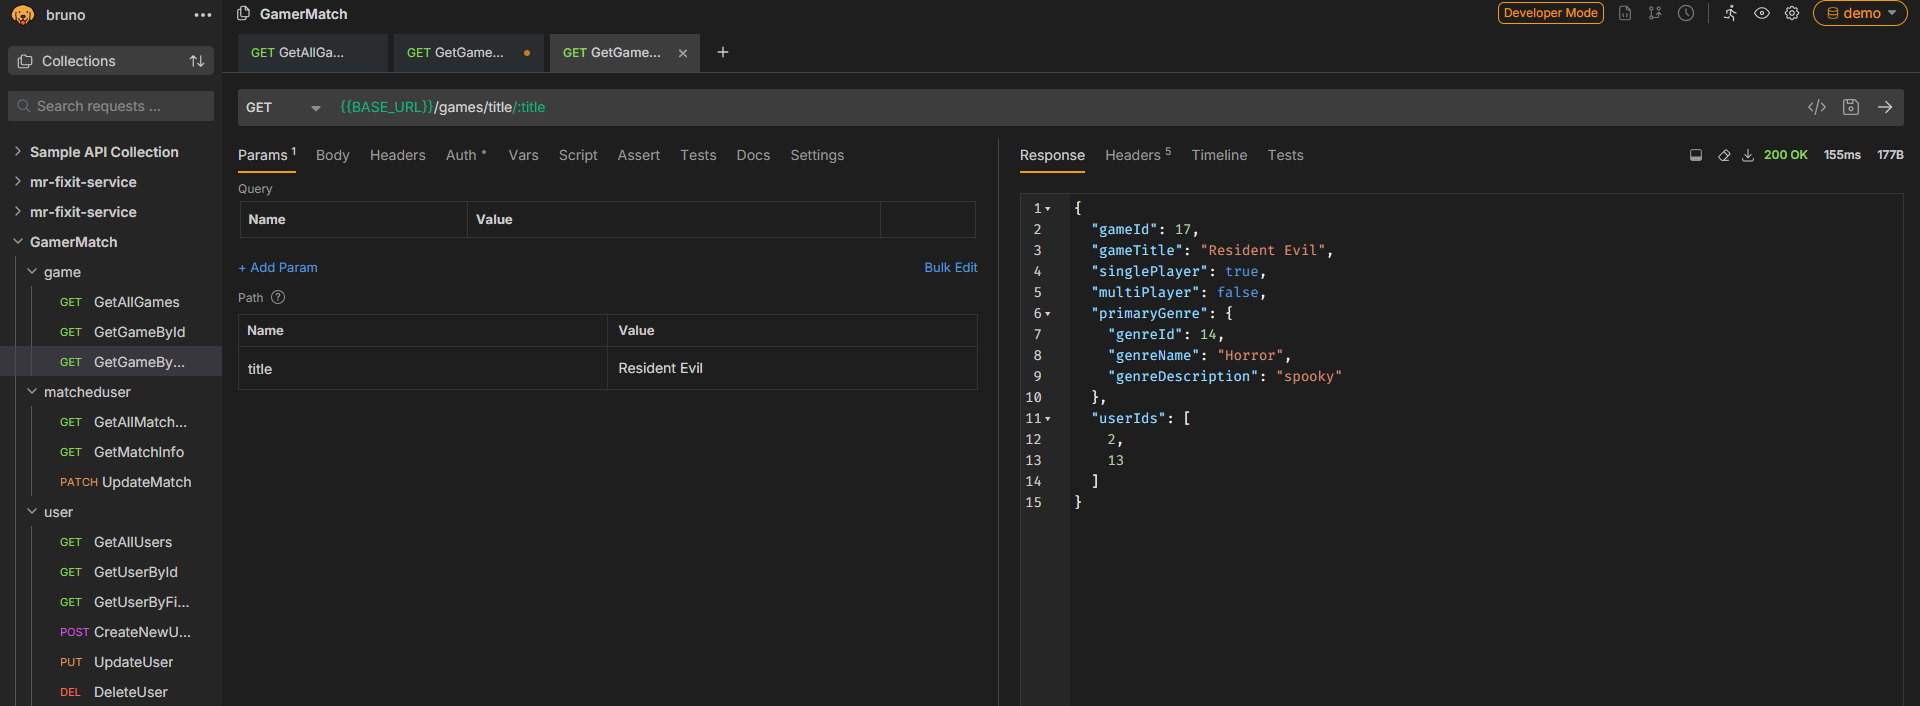 bruno
Collections
Search requests ...
Sample API Collection
mr-fixit-service
mr-fixit-service
GamerMatch
game
GET GetAllGames
GET GetGameById
GET GetGameBy...
matcheduser
GET GetAllMatch...
GET GetMatchInfo
PATCH UpdateMatch
user
GET GetAllUsers
GET GetUserById
GET GetUserByFi...
POST CreateNewU...
PUT UpdateUser
DEL DeleteUser
GamerMatch
Developer Mode
demo
GET GetAllGa...
GET GetGame...
GET GetGame...
GET {{BASE_URL}}/games/title/:title
Params 1 Body Headers Auth Vars Script Assert Tests Docs Settings
Query
Name Value
+ Add Param Bulk Edit
Path ?
Name Value
title Resident Evil
Response Headers 5 Timeline Tests
200 OK 155ms 177B
1 {
2 "gameId": 17,
3 "gameTitle": "Resident Evil",
4 "singlePlayer": true,
5 "multiPlayer": false,
6 "primaryGenre": {
7 "genreId": 14,
8 "genreName": "Horror",
9 "genreDescription": "spooky"
10 },
11 "userIds": [
12 2,
13 13
14 ]
15 }